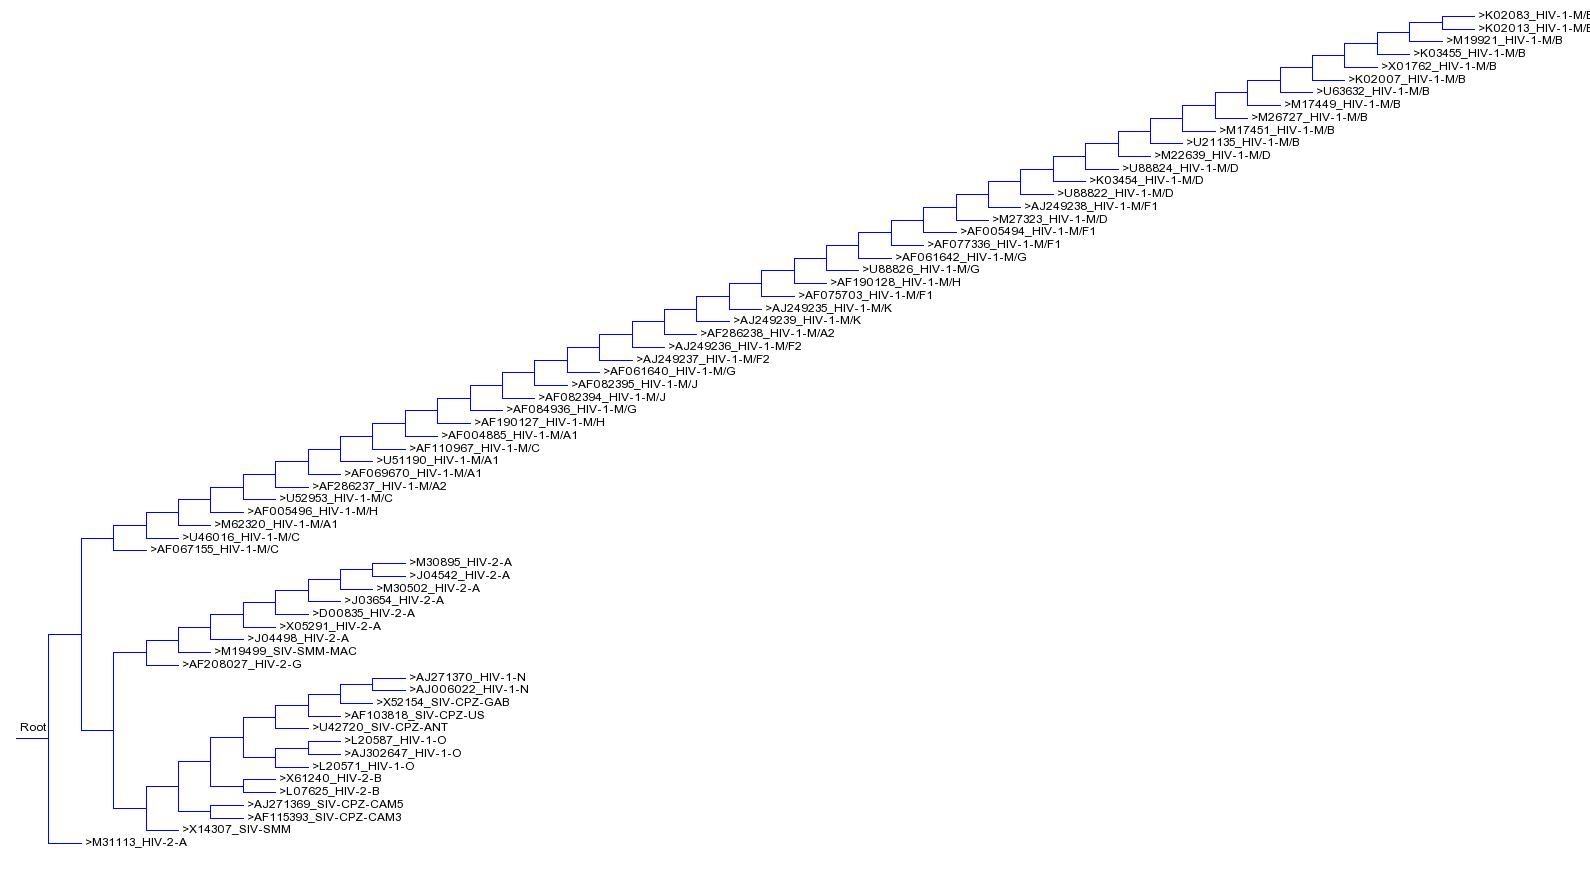 >K02083_HIV-1-M/B
>K02013_HIV-1-M/B
>M19921_HIV-1-M/B
>K03455_HIV-1-M/B
>X01762_HIV-1-M/B
>K02007_HIV-1-M/B
>U63632_HIV-1-M/B
>M17449_HIV-1-M/B
>M26727_HIV-1-M/B
>M17451_HIV-1-M/B
>U21135_HIV-1-M/B
>M22639_HIV-1-M/D
>U88824_HIV-1-M/D
>K03454_HIV-1-M/D
>U88822_HIV-1-M/D
>AJ249238_HIV-1-M/F1
>M27323_HIV-1-M/D
>AF005494_HIV-1-M/F1
>AF077336_HIV-1-M/F1
>AF061642_HIV-1-M/G
>U88826_HIV-1-M/G
>AF190128_HIV-1-M/H
>AF075703_HIV-1-M/F1
>AJ249235_HIV-1-M/K
>AJ249239_HIV-1-M/K
>AF286238_HIV-1-M/A2
>AJ249236_HIV-1-M/F2
>AJ249237_HIV-1-M/F2
>AF061640_HIV-1-M/G
>AF082395_HIV-1-M/J
>AF082394_HIV-1-M/J
>AF084936_HIV-1-M/G
>AF190127_HIV-1-M/H
>AF004885_HIV-1-M/A1
>AF110967_HIV-1-M/C
>U51190_HIV-1-M/A1
>AF069670_HIV-1-M/A1
>AF286237_HIV-1-M/A2
>U52953_HIV-1-M/C
>AF005496_HIV-1-M/H
>M62320_HIV-1-M/A1
>U46016_HIV-1-M/C
>AF067155_HIV-1-M/C
>M30895_HIV-2-A
>J04542_HIV-2-A
>M30502_HIV-2-A
>J03654_HIV-2-A
>D00835_HIV-2-A
>X05291_HIV-2-A
>J04498_HIV-2-A
>M19499_SIV-SMM-MAC
>AF208027_HIV-2-G
>AJ271370_HIV-1-N
>AJ006022_HIV-1-N
>X52154_SIV-CPZ-GAB
>AF103818_SIV-CPZ-US
Root
>U42720_SIV-CPZ-ANT
>L20587_HIV-1-O
>AJ302647_HIV-1-O
>L20571_HIV-1-O
>X61240_HIV-2-B
>L07625_HIV-2-B
>AJ271369_SIV-CPZ-CAM5
>AF115393_SIV-CPZ-CAM3
>X14307_SIV-SMM
>M31113_HIV-2-A